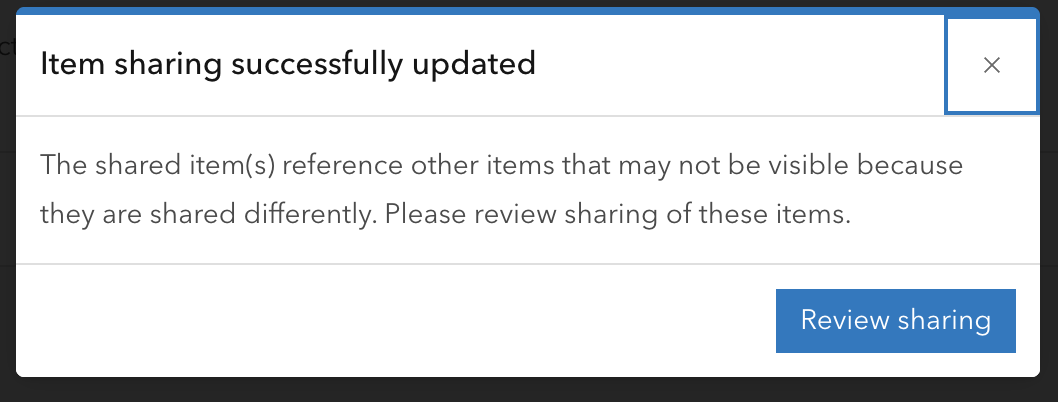 Item sharing successfully updated
The shared item(s) reference other items that may not be visible because
they are shared differently. Please review sharing of these items.
Review sharing